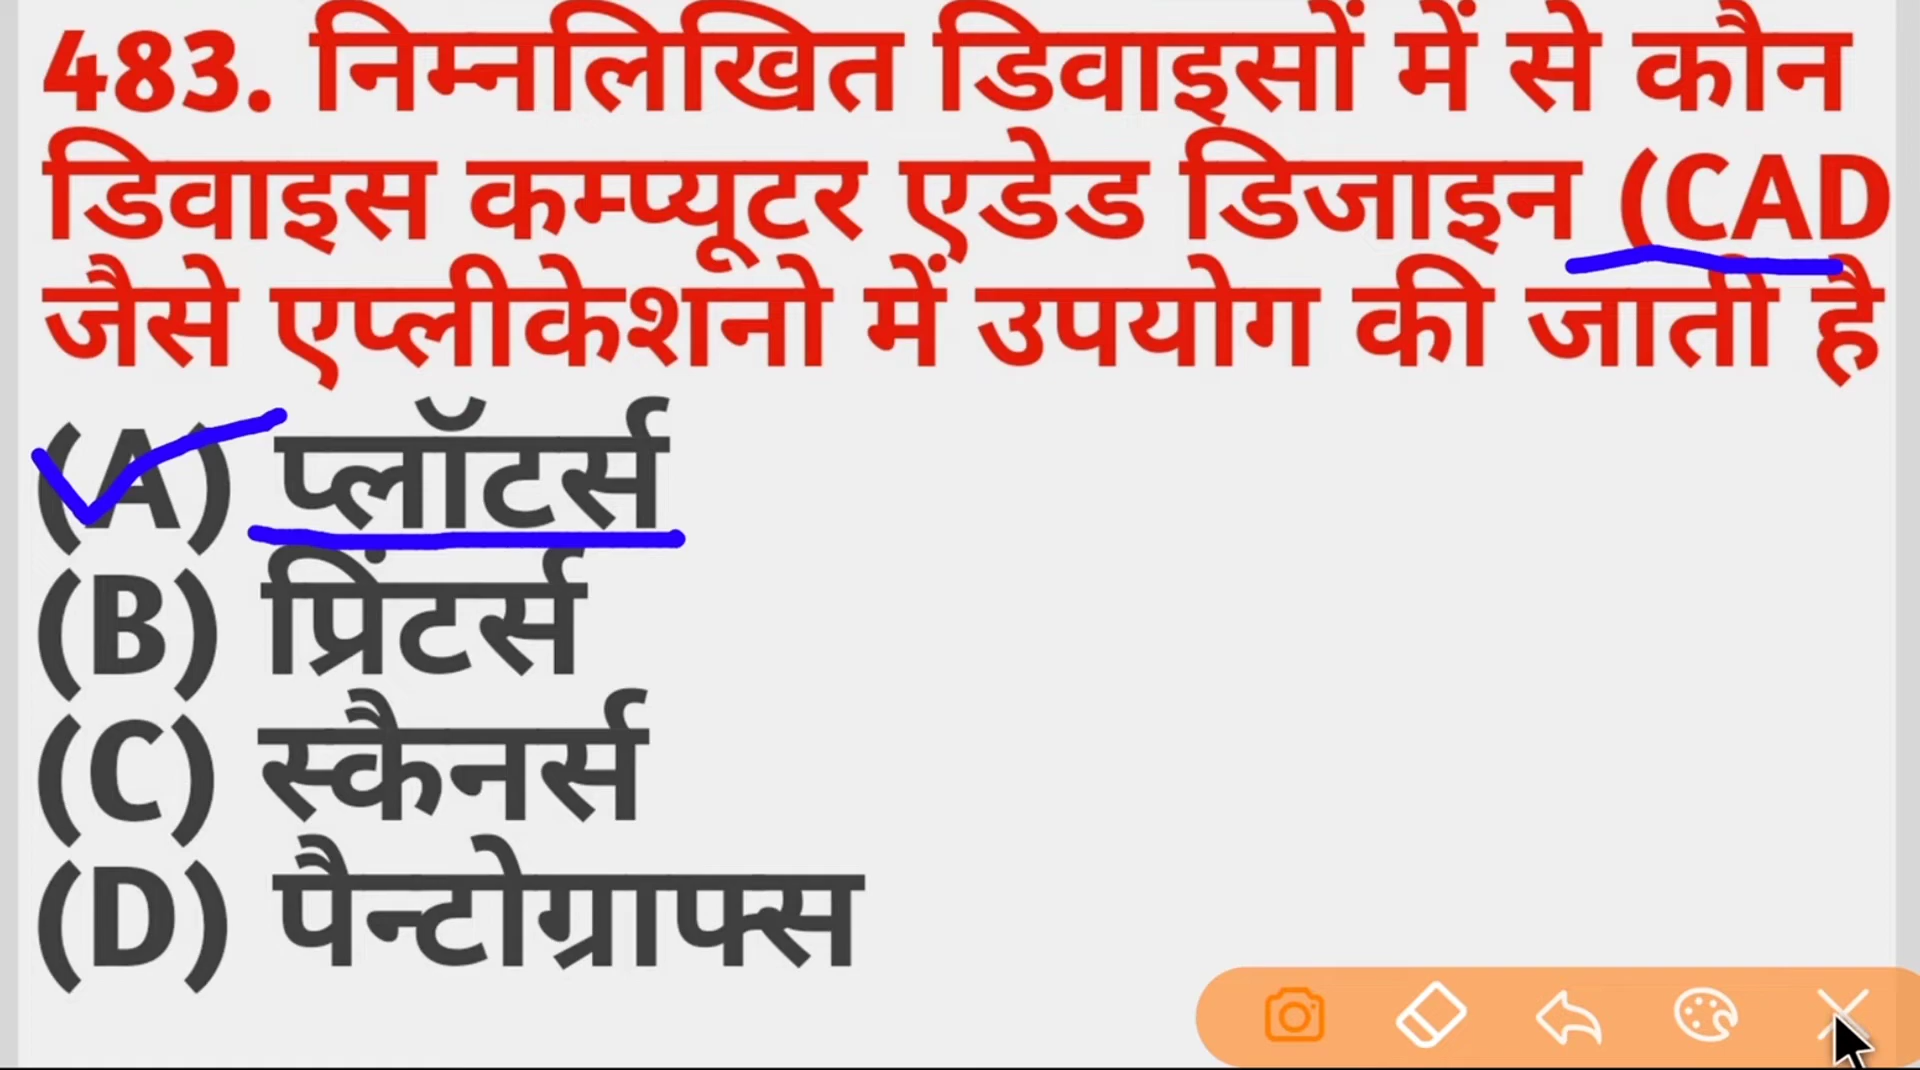 483. निम्नलिखित डिवाइसों में से कौन
डिवाइस कम्प्यूटर एडेड डिजाइन (CAD
जैसे एप्लीकेशनो में उपयोग की जाती है
(A) प्लॉटर्स
(B) प्रिंटर्स
(C) स्कैनर्स
(D) पैन्टोग्राफ्स